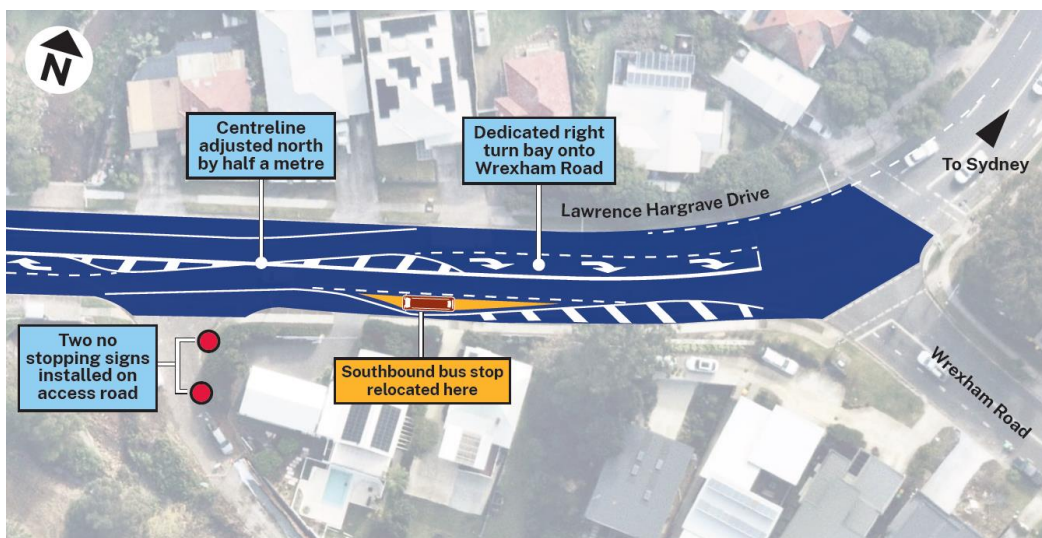 N
Centreline
adjusted north
by half a metre
Dedicated right
turn bay onto
Wrexham Road
To Sydney
Lawrence Hargrave Drive
Two no
stopping signs
installed on
access road
Southbound bus stop
relocated here
Wrexham Road